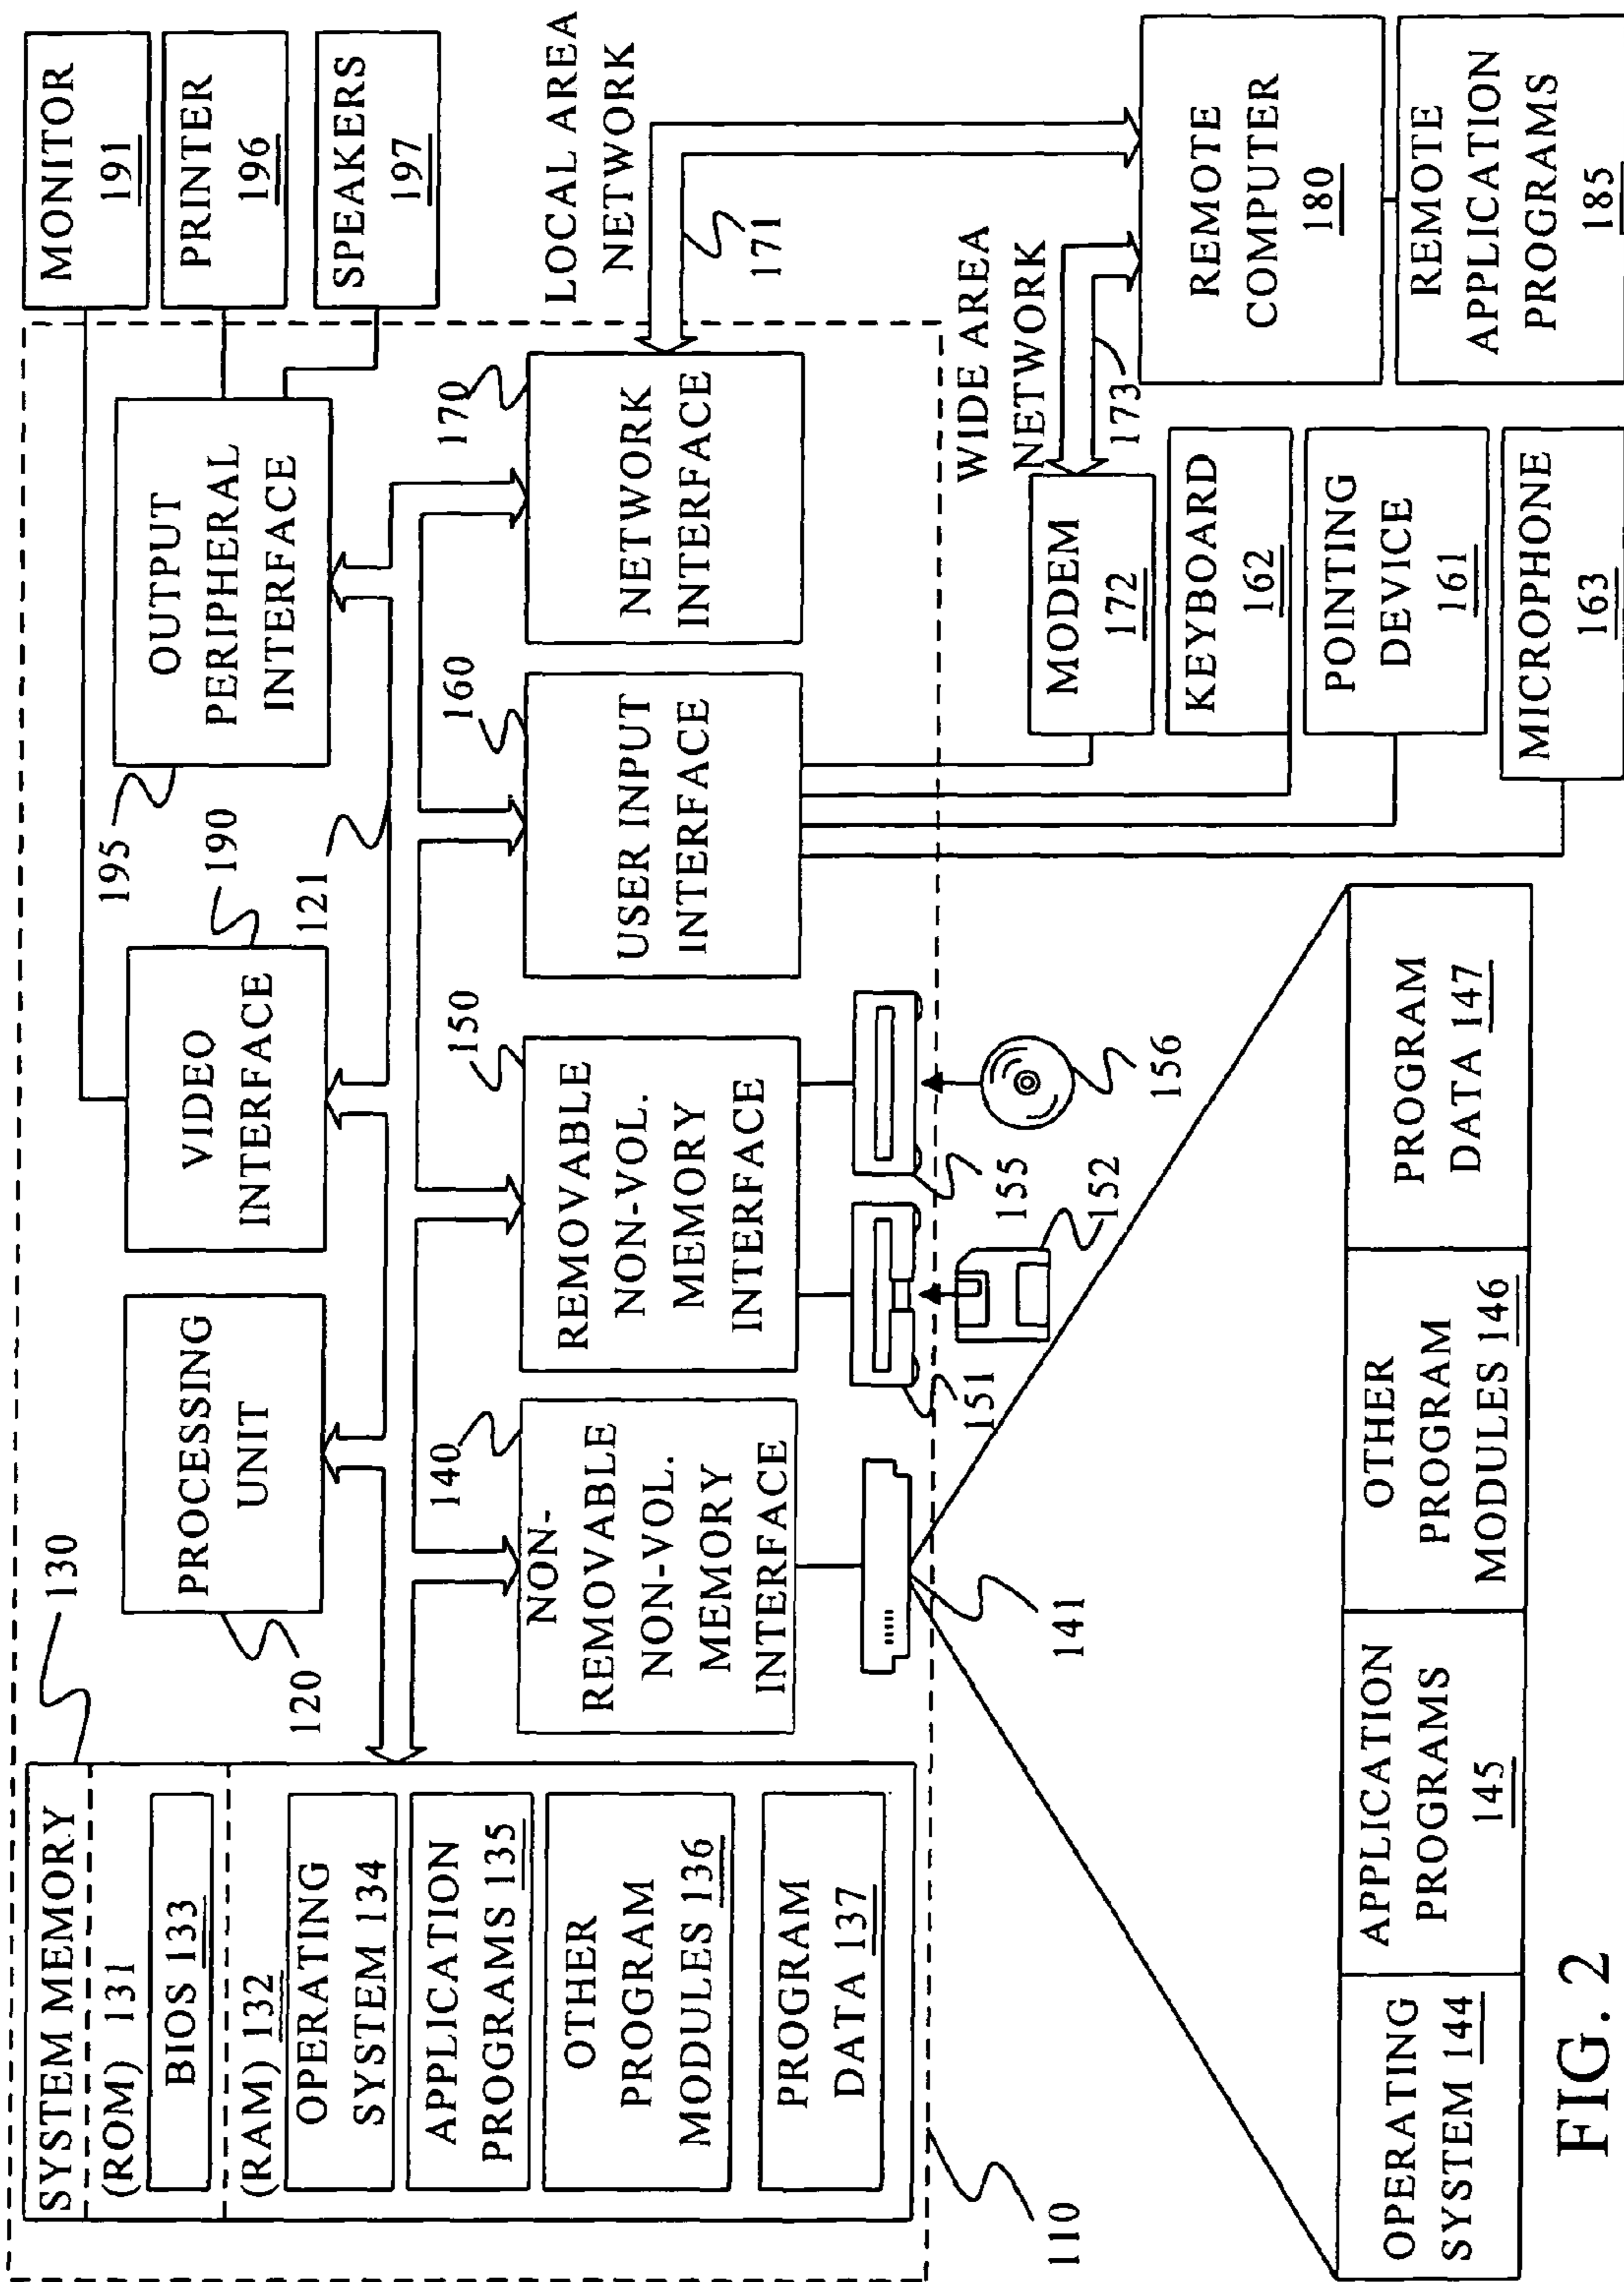 SYSTEM MEMORY
(ROM) 131
BIOS 133
(RAM) 132
OPERATING
SYSTEM 134
APPLICATION
PROGRAMS 135
OTHER
PROGRAM
MODULES 136
PROGRAM
DATA 137
130
PROCESSING
UNIT
120
VIDEO
INTERFACE
190
121
OUTPUT
PERIPHERAL
INTERFACE
195
MONITOR
191
PRINTER
196
SPEAKERS
197
NON-
REMOVABLE
NON-VOL.
MEMORY
INTERFACE
140
REMOVABLE
NON-VOL.
MEMORY
INTERFACE
150
USER INPUT
INTERFACE
160
NETWORK
INTERFACE
170
LOCAL AREA
NETWORK
171
110
141
151
152
155
156
WIDE AREA
NETWORK
173
MODEM
172
KEYBOARD
162
POINTING
DEVICE
161
MICROPHONE
163
REMOTE
COMPUTER
180
REMOTE
APPLICATION
PROGRAMS
185
OPERATING
SYSTEM 144
APPLICATION
PROGRAMS
145
OTHER
PROGRAM
MODULES 146
PROGRAM
DATA 147
FIG. 2